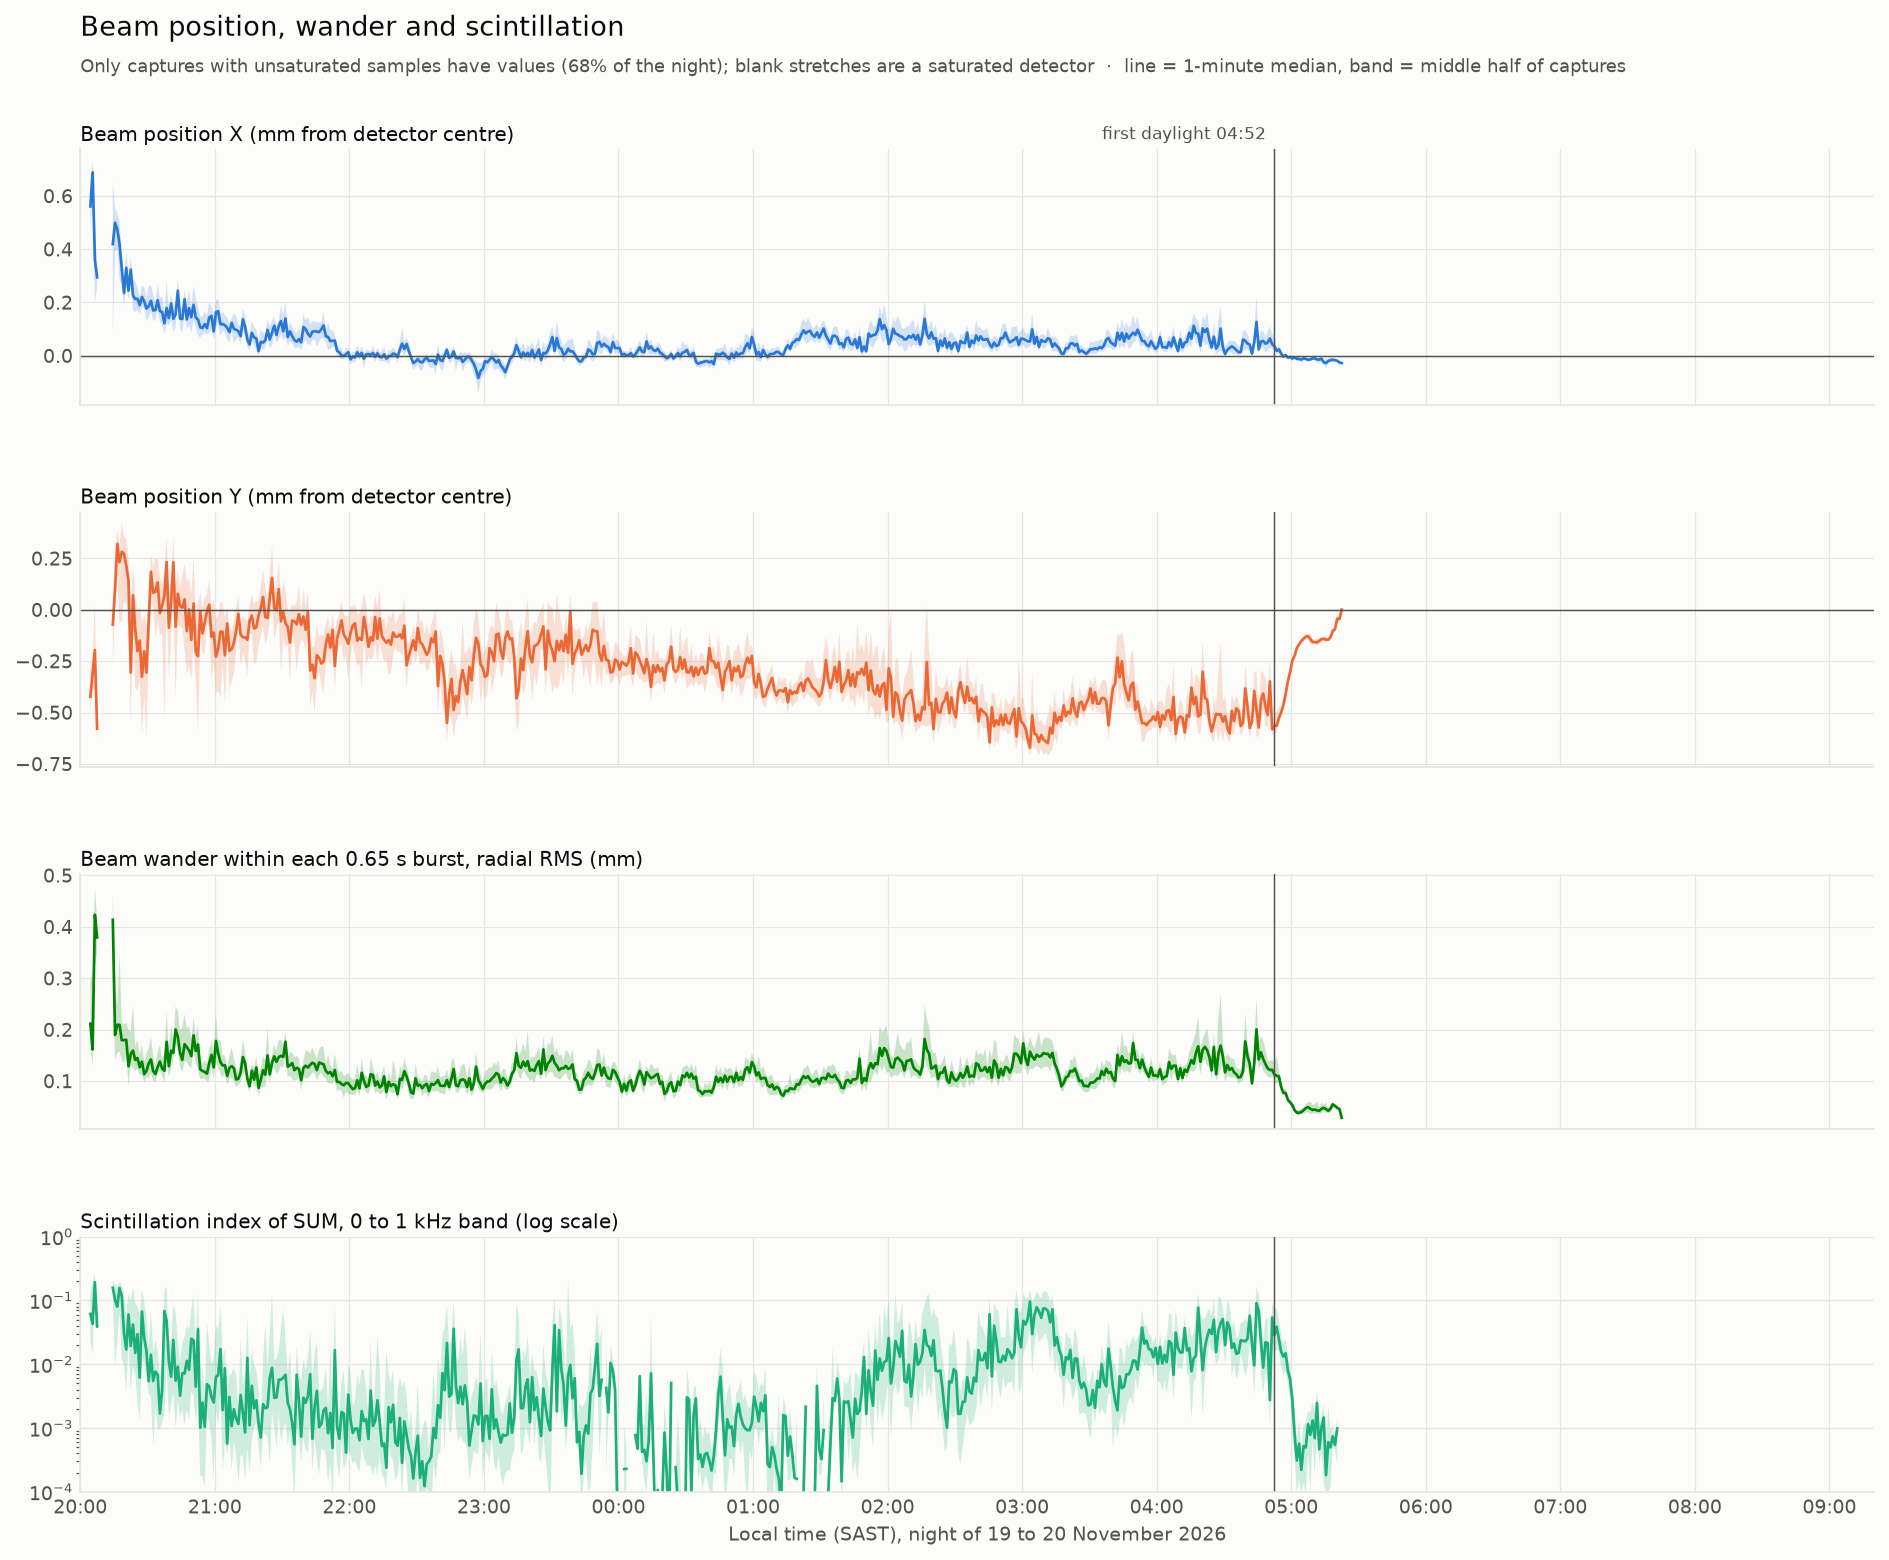 Beam position, wander and scintillation
Only captures with unsaturated samples have values (68% of the night); blank stretches are a saturated detector  ·  line = 1-minute median, band = middle half of captures
Beam position X (mm from detector centre)
first daylight 04:52
0.6
0.4
0.2
0.0
Beam position Y (mm from detector centre)
0.25
0.00
−0.25
−0.50
−0.75
Beam wander within each 0.65 s burst, radial RMS (mm)
0.5
0.4
0.3
0.2
0.1
Scintillation index of SUM, 0 to 1 kHz band (log scale)
10⁰
10⁻¹
10⁻²
10⁻³
10⁻⁴
20:00 21:00 22:00 23:00 00:00 01:00 02:00 03:00 04:00 05:00 06:00 07:00 08:00 09:00
Local time (SAST), night of 19 to 20 November 2026